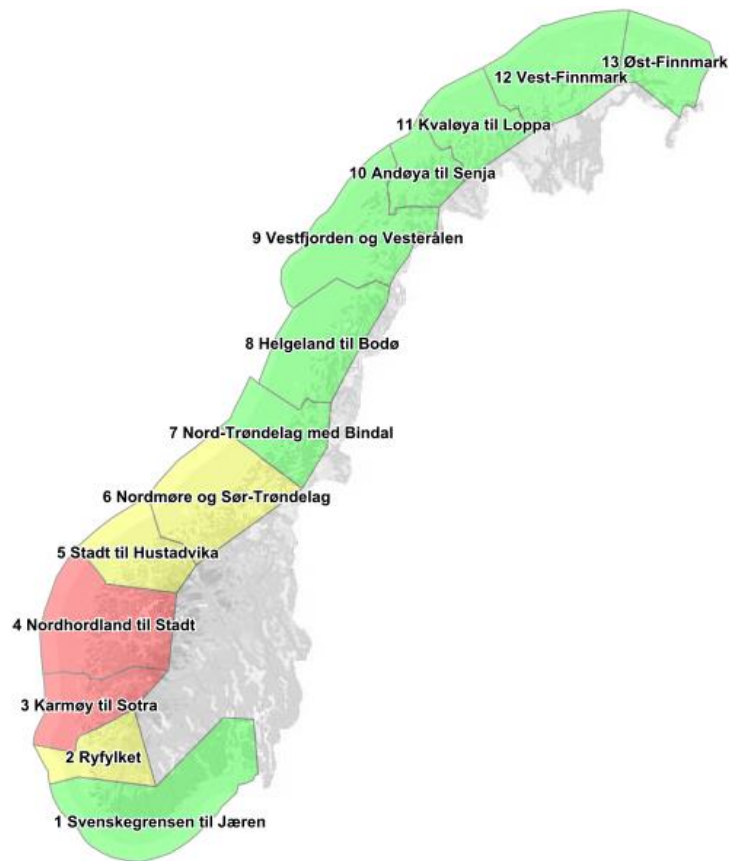 13 Øst-Finnmark
12 Vest-Finnmark
11 Kvaløya til Loppa
10 Andøya til Senja
9 Vestfjorden og Vesterålen
8 Helgeland til Bodø
7 Nord-Trøndelag med Bindal
6 Nordmøre og Sør-Trøndelag
5 Stadt til Hustadvika
4 Nordhordland til Stadt
3 Karmøy til Sotra
2 Ryfylket
1 Svenskegrensen til Jæren